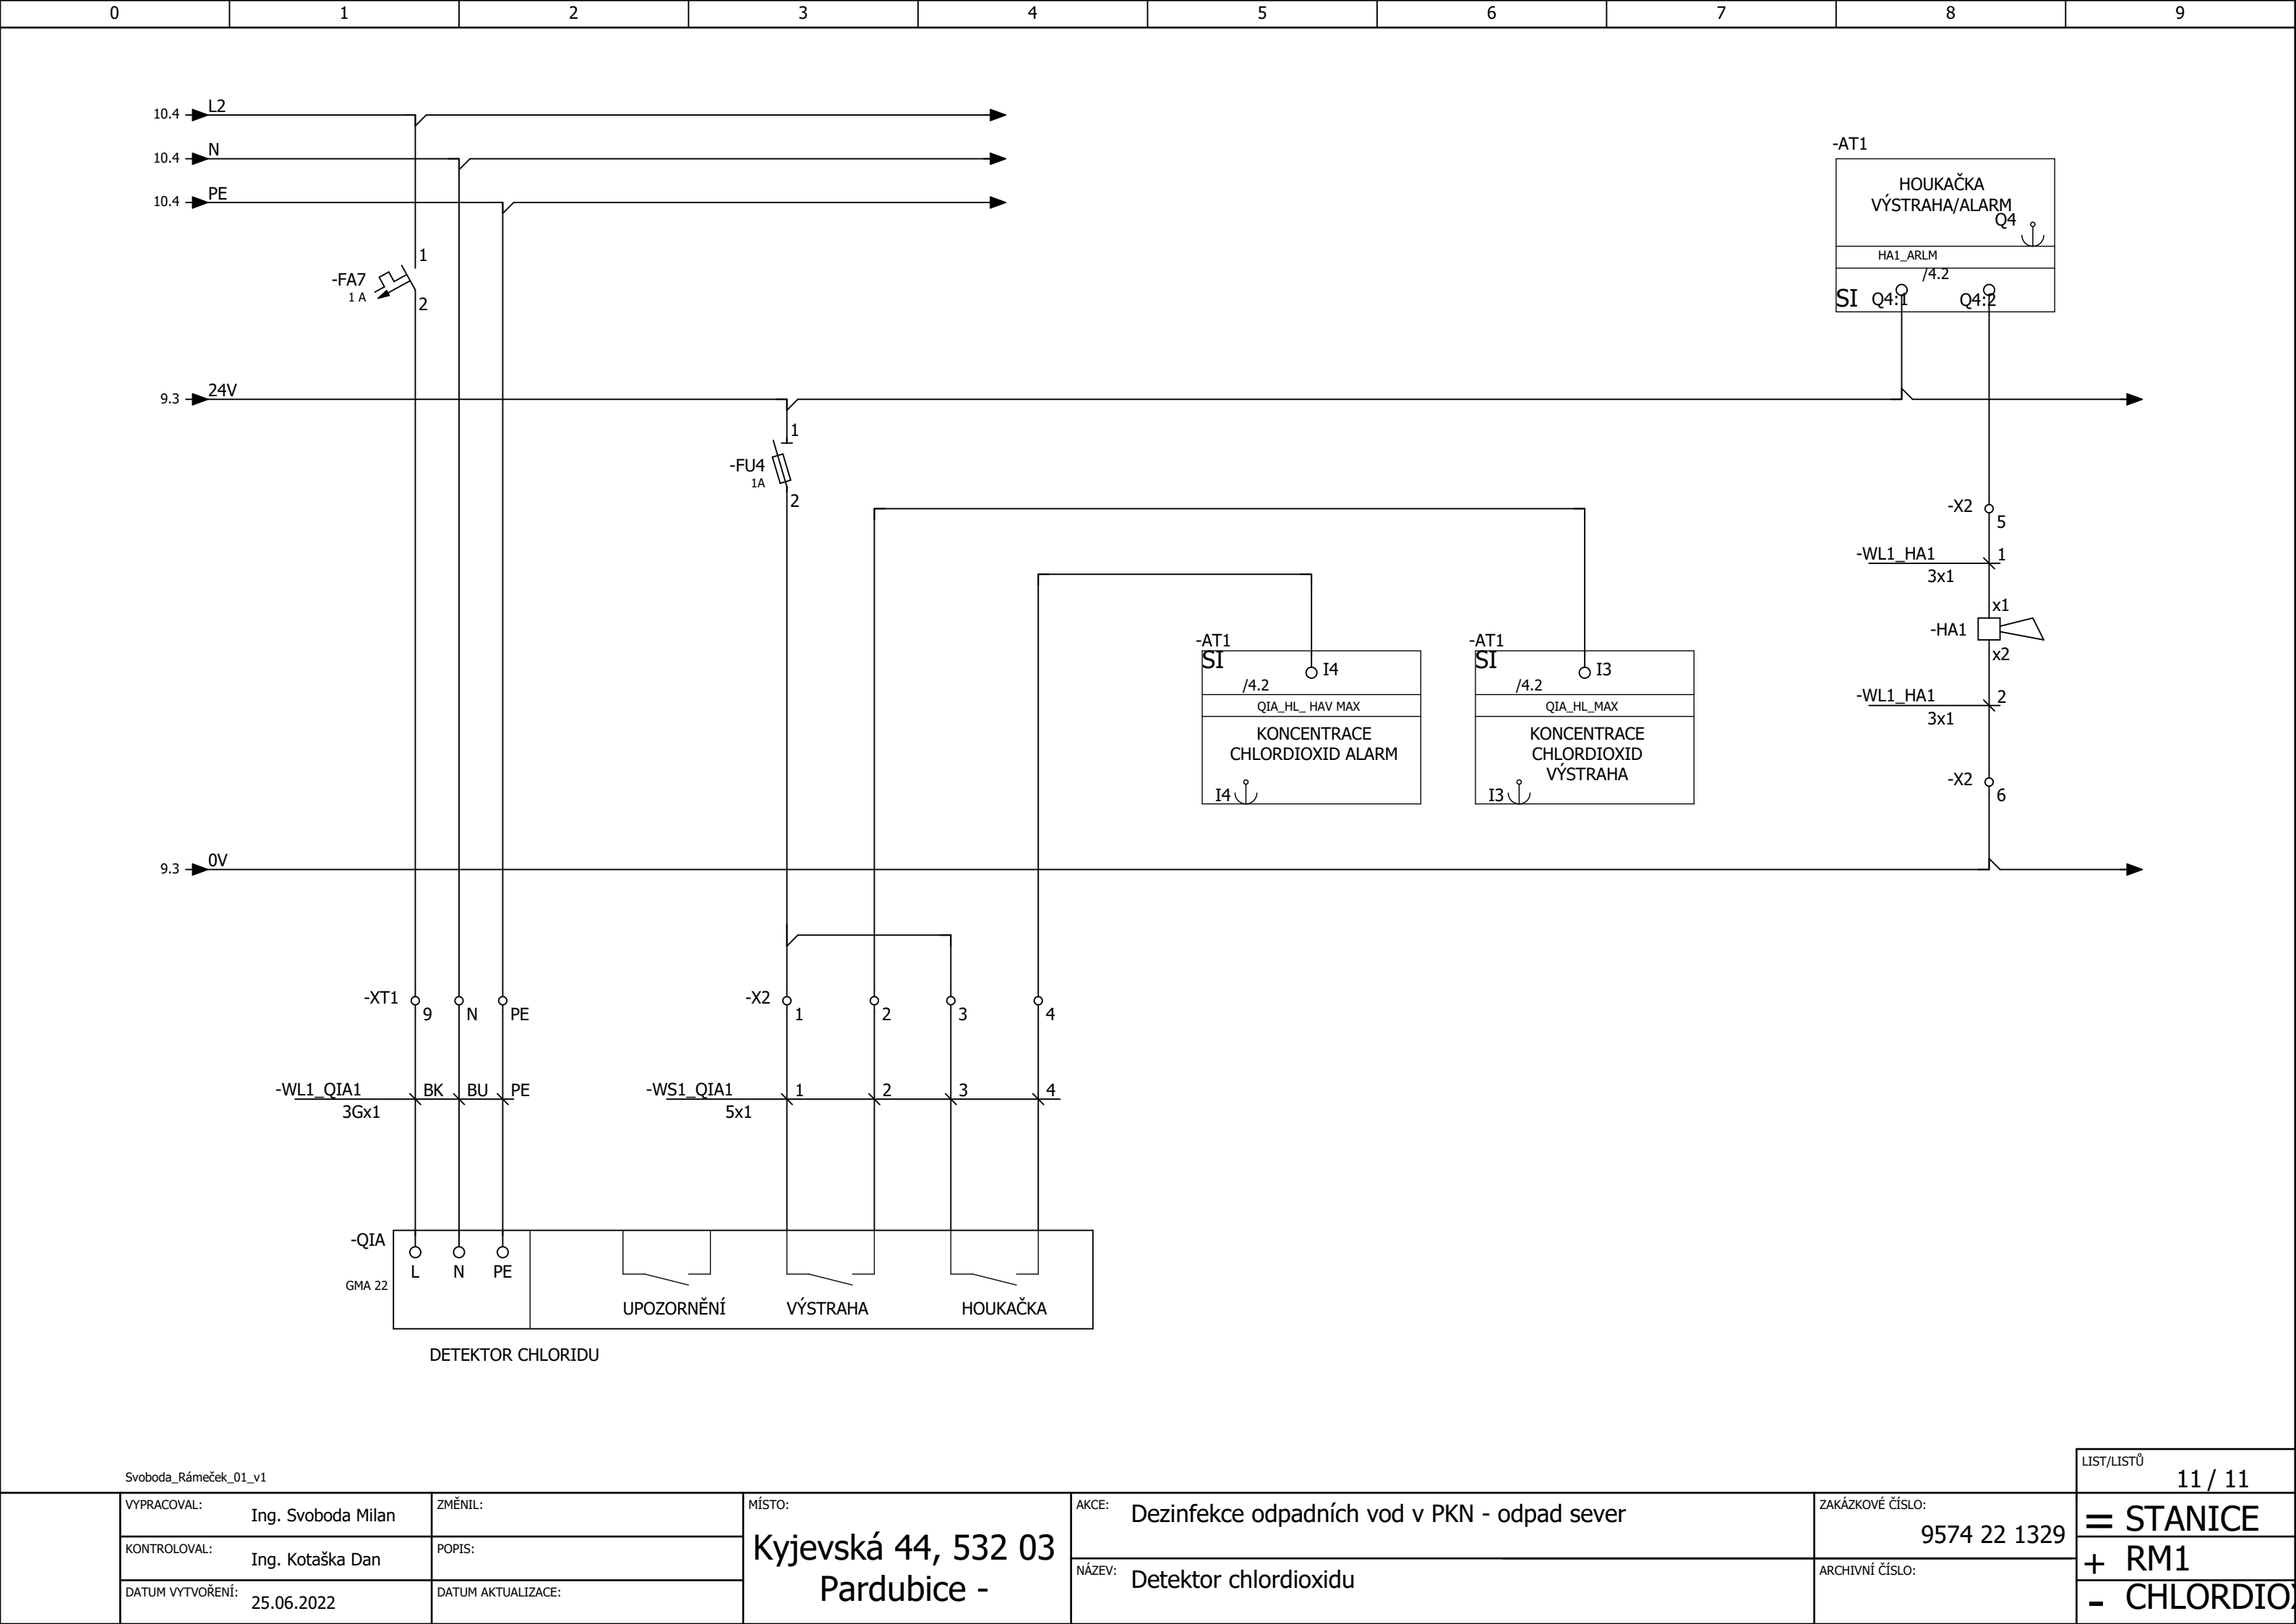 0 1 2 3 4 5 6 7 8 9
10.4 L2
10.4 N
10.4 PE
-AT1
HOUKAČKA
VÝSTRAHA/ALARM
Q4
HA1_ARLM
/4.2
SI Q4:1 Q4:2
1
-FA7
1 A
2
9.3 24V
1
-FU4
1A
2
-X2
5
-WL1_HA1 1
3x1
x1
-HA1
x2
-WL1_HA1 2
3x1
-X2
6
-AT1
SI
I4
/4.2
QIA_HL_ HAV MAX
KONCENTRACE
CHLORDIOXID ALARM
I4
-AT1
SI
I3
/4.2
QIA_HL_MAX
KONCENTRACE
CHLORDIOXID
VÝSTRAHA
I3
9.3 0V
-XT1 9 N PE
-X2 1 2 3 4
-WL1_QIA1 BK BU PE
3Gx1
-WS1_QIA1 1 2 3 4
5x1
-QIA
GMA 22
L N PE
UPOZORNĚNÍ VÝSTRAHA HOUKAČKA
DETEKTOR CHLORIDU
Svoboda_Rámeček_01_v1
VYPRACOVAL: Ing. Svoboda Milan
KONTROLOVAL: Ing. Kotaška Dan
DATUM VYTVOŘENÍ: 25.06.2022
ZMĚNIL:
POPIS:
DATUM AKTUALIZACE:
MÍSTO:
Kyjevská 44, 532 03
Pardubice -
AKCE: Dezinfekce odpadních vod v PKN - odpad sever
NÁZEV: Detektor chlordioxidu
ZAKÁZKOVÉ ČÍSLO:
9574 22 1329
ARCHIVNÍ ČÍSLO:
LIST/LISTŮ
11 / 11
= STANICE
+ RM1
- CHLORDIO